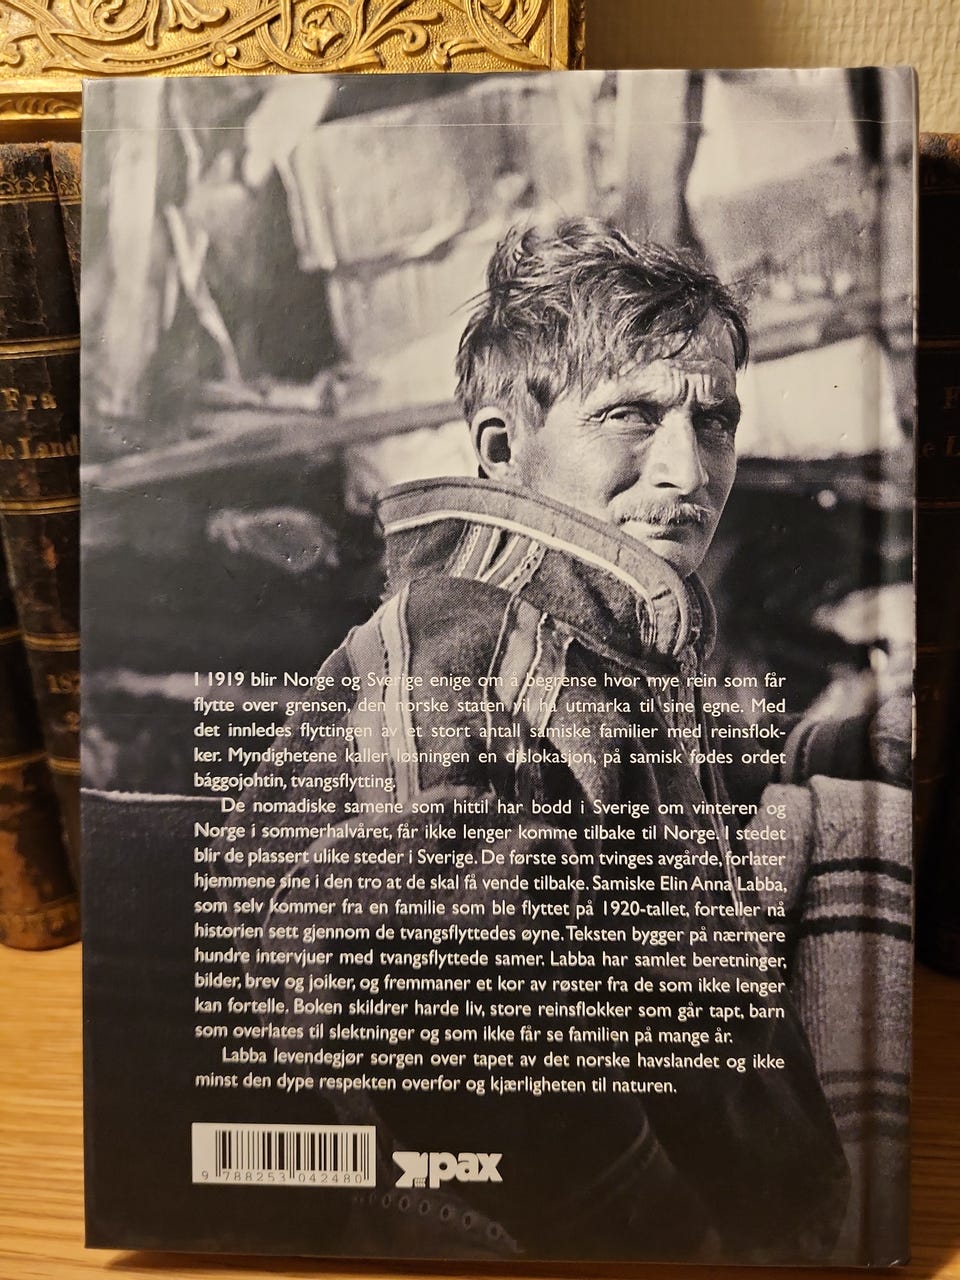 Fra
de Land
I 1919 blir Norge og Sverige enige om å begrense hvor mye rein som får
flytte over grensen, den norske staten vil ha utmarka til sine egne. Med
det innledes flyttingen av et stort antall samiske familier med reinsflok-
ker. Myndighetene kaller løsningen en dislokasjon, på samisk fødes ordet
bággojohtin, tvangsflytting.
De nomadiske samene som hittil har bodd i Sverige om vinteren og
Norge i sommerhalvåret, får ikke lenger komme tilbake til Norge. I stedet
blir de plassert ulike steder i Sverige. De første som tvinges avgårde, forlater
hjemmene sine i den tro at de skal få vende tilbake. Samiske Elin Anna Labba,
som selv kommer fra en familie som ble flyttet på 1920-tallet, forteller nå
historien sett gjennom de tvangsflyttedes øyne. Teksten bygger på nærmere
hundre intervjuer med tvangsflyttede samer. Labba har samlet beretninger,
bilder, brev og joiker, og fremmaner et kor av røster fra de som ikke lenger
kan fortelle. Boken skildrer harde liv, store reinsflokker som går tapt, barn
som overlates til slektninger og som ikke får se familien på mange år.
Labba levendegjør sorgen over tapet av det norske havslandet og ikke
minst den dype respekten overfor og kjærligheten til naturen.
9 788253 042480
pax